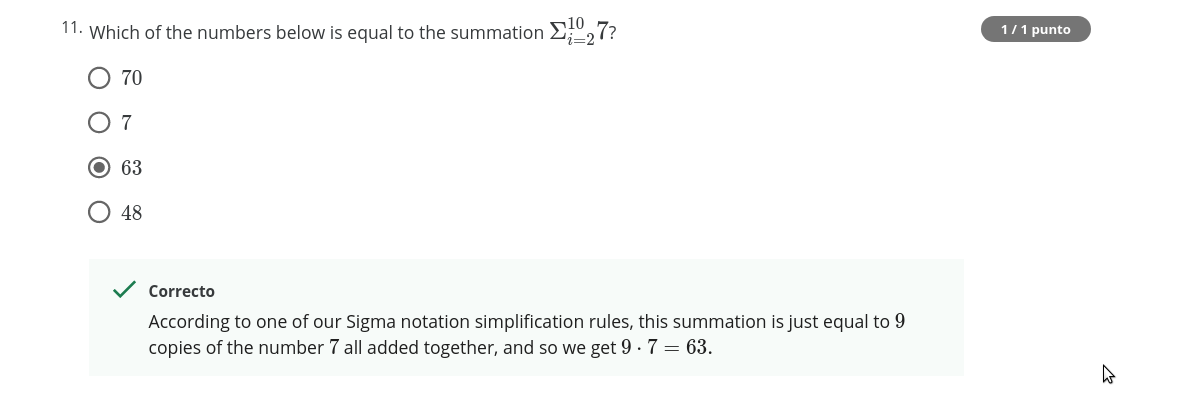 11. Which of the numbers below is equal to the summation $\Sigma_{i=2}^{10} 7$?
1 / 1 punto
70
7
63
48
Correcto
According to one of our Sigma notation simplification rules, this summation is just equal to 9
copies of the number 7 all added together, and so we get 9 · 7 = 63.